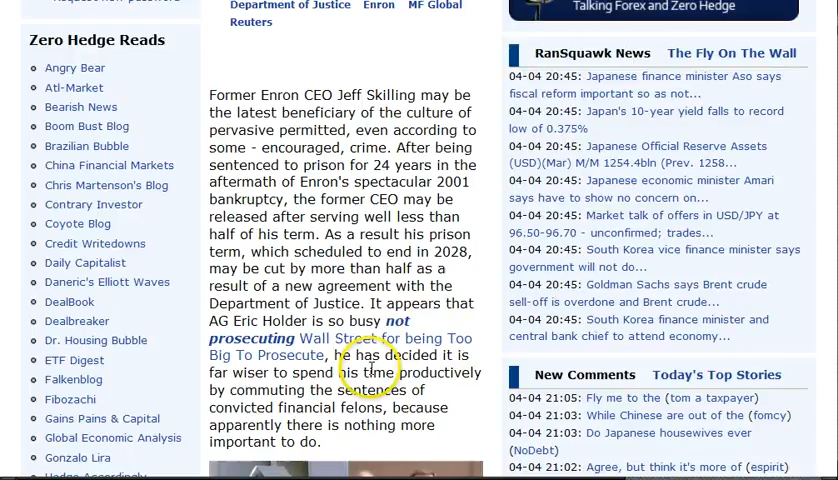 Zero Hedge Reads
Angry Bear
Atl-Market
Bearish News
Boom Bust Blog
Brazilian Bubble
China Financial Markets
Chris Martenson's Blog
Contrary Investor
Coyote Blog
Credit Writedowns
Daily Capitalist
Daneric's Elliott Waves
DealBook
Dealbreaker
Dr. Housing Bubble
ETF Digest
Falkenblog
Fibozachi
Gains Pains & Capital
Global Economic Analysis
Gonzalo Lira
Department of Justice Enron MF Global
Reuters
Former Enron CEO Jeff Skilling may be
the latest beneficiary of the culture of
pervasive permitted, even according to
some - encouraged, crime. After being
sentenced to prison for 24 years in the
aftermath of Enron's spectacular 2001
bankruptcy, the former CEO may be
released after serving well less than
half of his term. As a result his prison
term, which scheduled to end in 2028,
may be cut by more than half as a
result of a new agreement with the
Department of Justice. It appears that
AG Eric Holder is so busy not
prosecuting Wall Street for being Too
Big To Prosecute, he has decided it is
far wiser to spend his time productively
by commuting the sentences of
convicted financial felons, because
apparently there is nothing more
important to do.
Talking Forex and Zero Hedge
RanSquawk News The Fly On The Wall
04-04 20:45: Japanese finance minister Aso says
fiscal reform important so as not...
04-04 20:45: Japan's 10-year yield falls to record
low of 0.375%
04-04 20:45: Japanese Official Reserve Assets
(USD)(Mar) M/M 1254.4bln (Prev. 1258...
04-04 20:45: Japanese economic minister Amari
says have to show no concern on...
04-04 20:45: Market talk of offers in USD/JPY at
96.50-96.70 - unconfirmed; trades...
04-04 20:45: South Korea vice finance minister says
government will not do...
04-04 20:45: Goldman Sachs says Brent crude
sell-off is overdone and Brent crude...
04-04 20:45: South Korea finance minister and
central bank chief to attend economy...
New Comments Today's Top Stories
04-04 21:05: Fly me to the (tom a taxpayer)
04-04 21:03: While Chinese are out of the (fomcy)
04-04 21:03: Do Japanese housewives ever
(NoDebt)
04-04 21:02: Agree, but think it's more of (espirit)